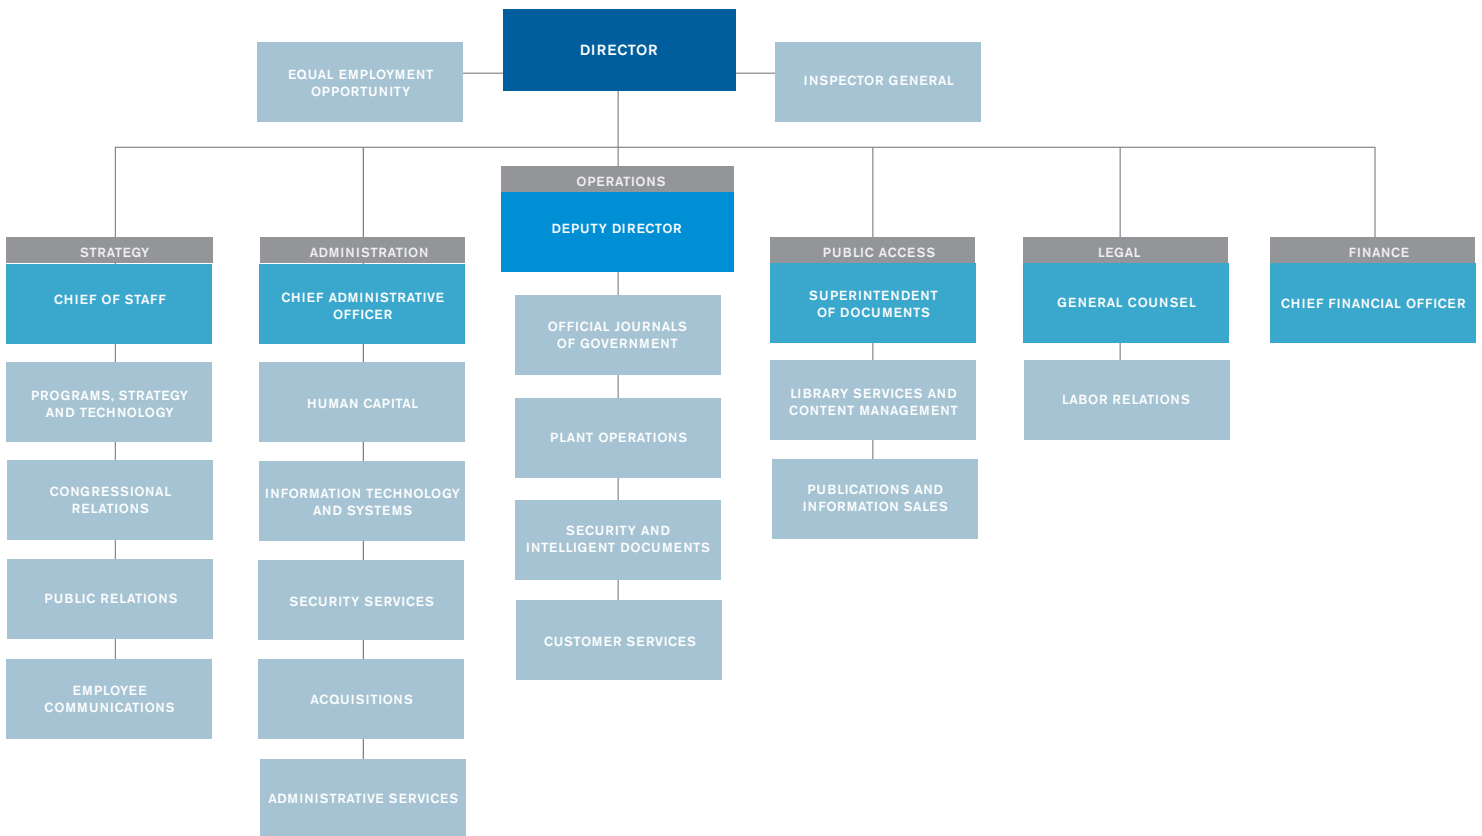 DIRECTOR
EQUAL EMPLOYMENT
OPPORTUNITY
INSPECTOR GENERAL
STRATEGY
CHIEF OF STAFF
PROGRAMS, STRATEGY
AND TECHNOLOGY
CONGRESSIONAL
RELATIONS
PUBLIC RELATIONS
EMPLOYEE
COMMUNICATIONS
ADMINISTRATION
CHIEF ADMINISTRATIVE
OFFICER
HUMAN CAPITAL
INFORMATION TECHNOLOGY
AND SYSTEMS
SECURITY SERVICES
ACQUISITIONS
ADMINISTRATIVE SERVICES
OPERATIONS
DEPUTY DIRECTOR
OFFICIAL JOURNALS
OF GOVERNMENT
PLANT OPERATIONS
SECURITY AND
INTELLIGENT DOCUMENTS
CUSTOMER SERVICES
PUBLIC ACCESS
SUPERINTENDENT
OF DOCUMENTS
LIBRARY SERVICES AND
CONTENT MANAGEMENT
PUBLICATIONS AND
INFORMATION SALES
LEGAL
GENERAL COUNSEL
LABOR RELATIONS
FINANCE
CHIEF FINANCIAL OFFICER